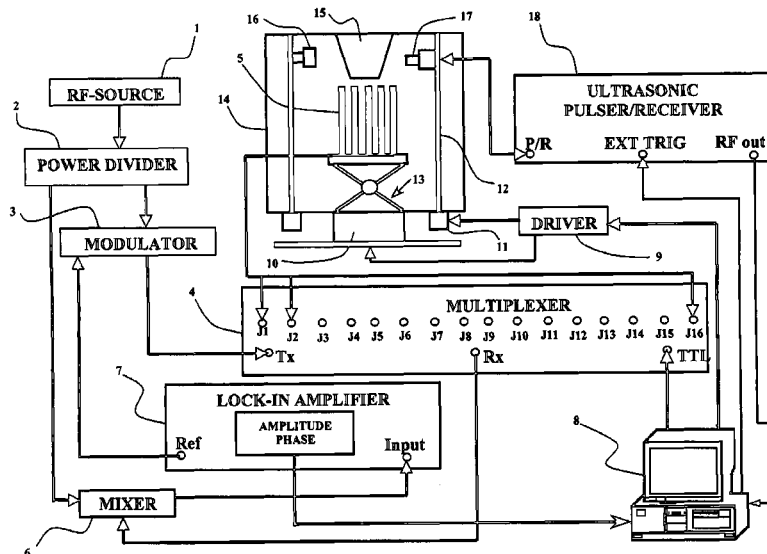 16
15
17
18
1
RF-SOURCE
5
ULTRASONIC
PULSER/RECEIVER
2
14
P/R
EXT TRIG
RF out
POWER DIVIDER
13
12
3
MODULATOR
10
11
DRIVER
9
4
MULTIPLEXER
J1
J2
J3
J4
J5
J6
J7
J8
J9
J10
J11
J12
J13
J14
J15
J16
Tx
Rx
TTL
7
LOCK-IN AMPLIFIER
AMPLITUDE
PHASE
Ref
Input
8
MIXER
6